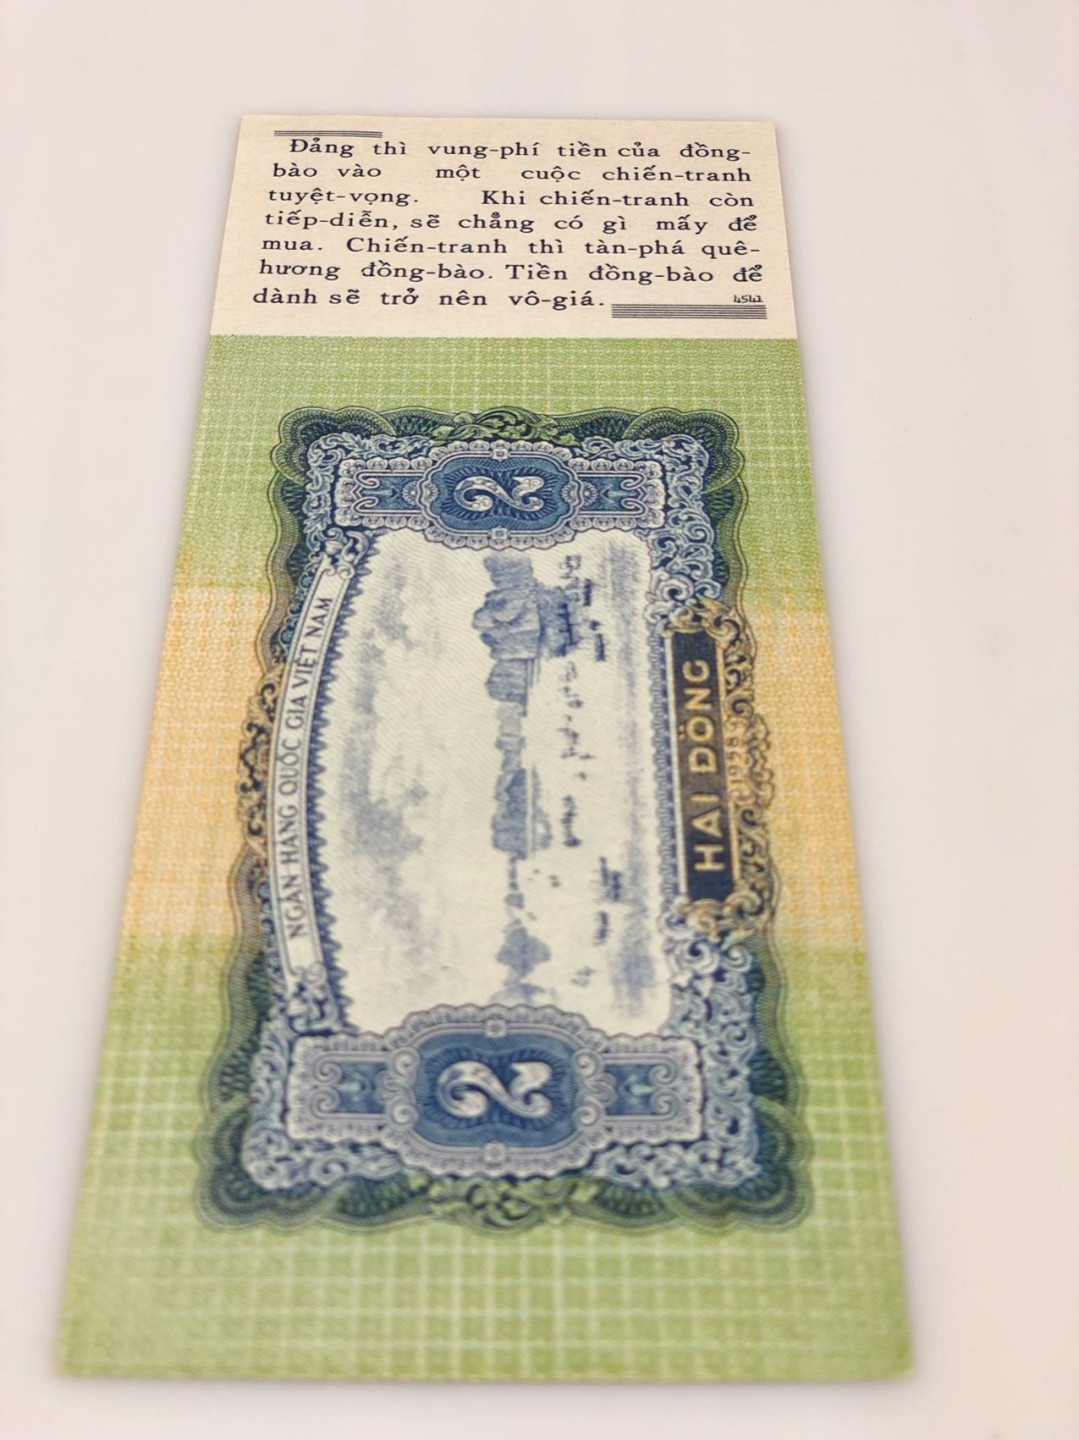 Đảng thì vung-phí tiền của đồng-
bào vào một cuộc chiến-tranh
tuyệt-vọng. Khi chiến-tranh còn
tiếp-diễn, sẽ chẳng có gì mấy để
mua. Chiến-tranh thì tàn-phá quê-
hương đồng-bào. Tiền đồng-bào để
dành sẽ trở nên vô-giá.
4541
2
NGÂN HÀNG QUỐC GIA VIỆT NAM
HAI ĐỒNG
1958
2